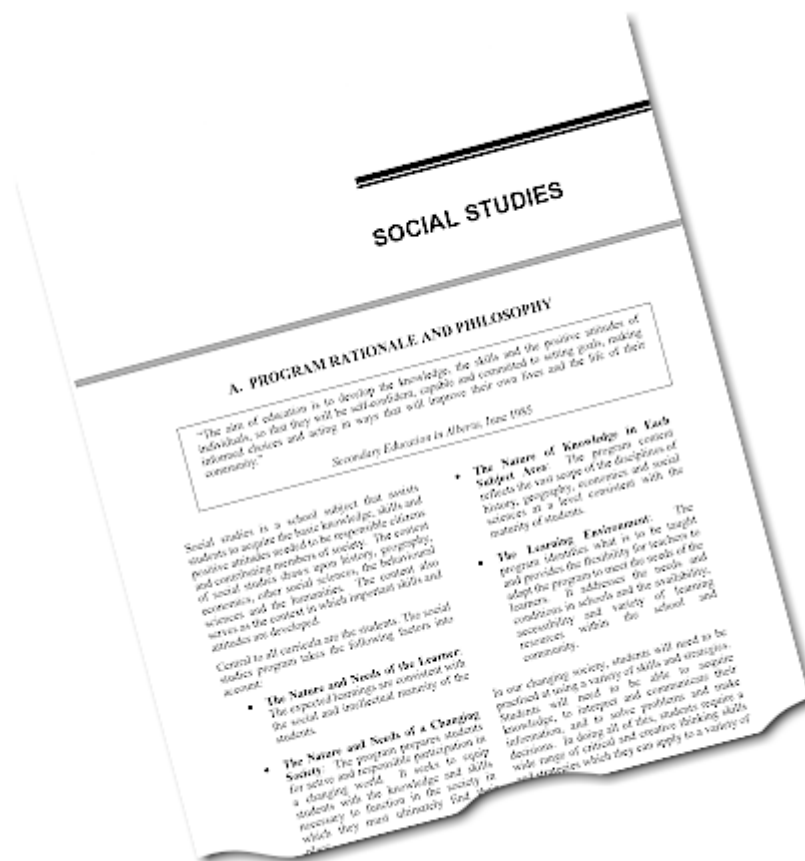 SOCIAL STUDIES
A. PROGRAM RATIONALE AND PHILOSOPHY
"The aim of education is to develop the knowledge, the skills and the positive attitudes of
individuals, so that they will be self-confident, capable and committed to setting goals, making
informed choices and acting in ways that will improve their own lives and the life of their
community."
Secondary Education in Alberta, June 1985
Social studies is a school subject that assists
students to acquire the basic knowledge, skills and
positive attitudes needed to be responsible citizens
and contributing members of society. The content
of social studies draws upon history, geography,
economics, other social sciences, the behavioural
sciences and the humanities. The content also
serves as the context in which important skills and
attitudes are developed.
Central to all curricula are the students. The social
studies program takes the following factors into
account:
• The Nature and Needs of the Learner:
The expected learnings are consistent with
the social and intellectual maturity of the
students.
• The Nature and Needs of a Changing
Society: The program prepares students
for active and responsible participation in
a changing world. It seeks to equip
students with the knowledge and skills
necessary to function in the society in
which they must ultimately find their
• The Nature of Knowledge in Each
Subject Area: The program content
reflects the vast scope of the disciplines of
history, geography, economics and social
sciences at a level consistent with the
maturity of students.
• The Learning Environment: The
program identifies what is to be taught
and provides the flexibility for teachers to
adapt the program to meet the needs of the
learners. It addresses the needs and
conditions in schools and the availability,
accessibility and variety of learning
resources within the school and
community.
In our changing society, students will need to be
practised at using a variety of skills and strategies.
Students will need to be able to acquire
knowledge, to interpret and communicate their
information, and to solve problems and make
decisions. In doing all of this, students require a
wide range of critical and creative thinking skills
and strategies which they can apply to a variety of